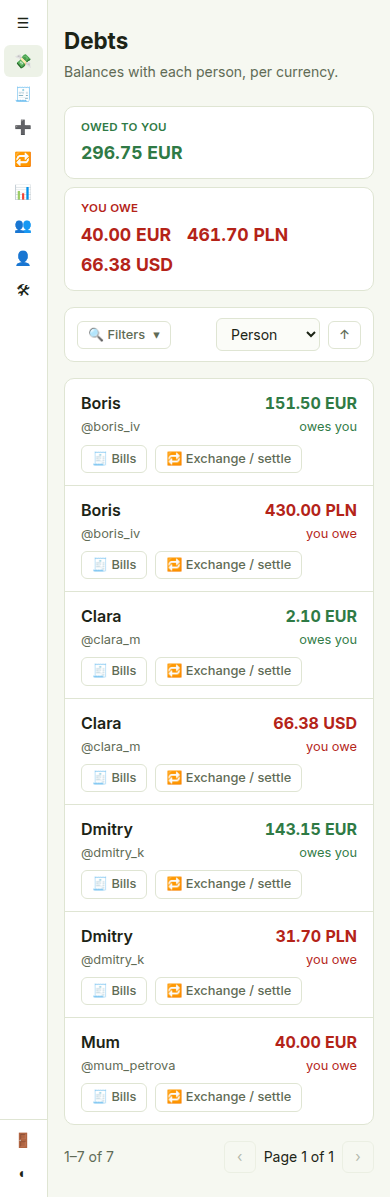 Debts
Balances with each person, per currency.
OWED TO YOU
296.75 EUR
YOU OWE
40.00 EUR 461.70 PLN
66.38 USD
Filters ▾ Person ↑
Boris 151.50 EUR
@boris_iv owes you
Bills Exchange / settle
Boris 430.00 PLN
@boris_iv you owe
Bills Exchange / settle
Clara 2.10 EUR
@clara_m owes you
Bills Exchange / settle
Clara 66.38 USD
@clara_m you owe
Bills Exchange / settle
Dmitry 143.15 EUR
@dmitry_k owes you
Bills Exchange / settle
Dmitry 31.70 PLN
@dmitry_k you owe
Bills Exchange / settle
Mum 40.00 EUR
@mum_petrova you owe
Bills Exchange / settle
1–7 of 7 ‹ Page 1 of 1 ›